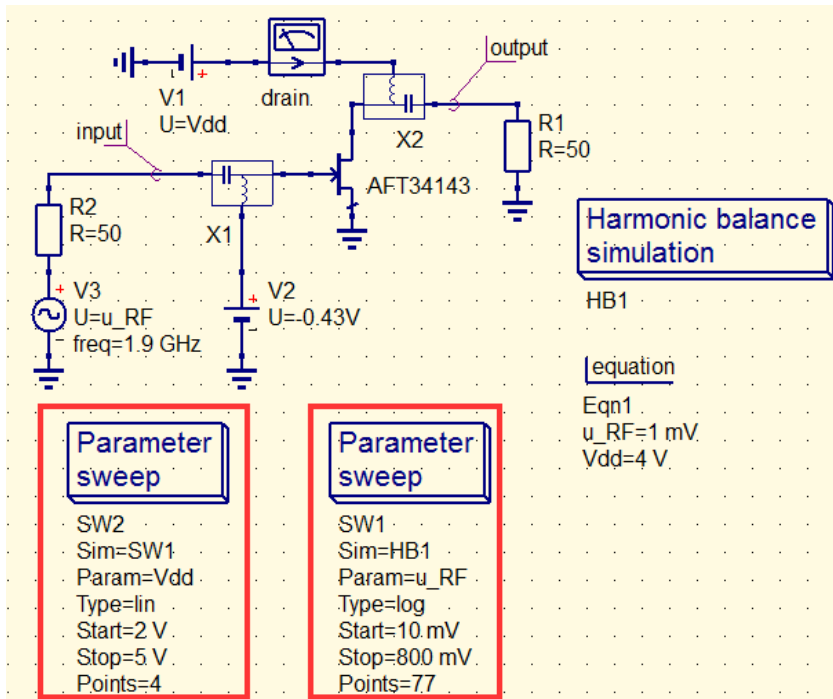 V1
U=Vdd
drain
output
X2
R1
R=50
input
AFT34143
R2
R=50
X1
V3
U=u_RF
freq=1.9 GHz
V2
U=-0.43V
Harmonic balance
simulation
HB1
equation
Eqn1
u_RF=1 mV
Vdd=4 V
Parameter
sweep
SW2
Sim=SW1
Param=Vdd
Type=lin
Start=2 V
Stop=5 V
Points=4
Parameter
sweep
SW1
Sim=HB1
Param=u_RF
Type=log
Start=10 mV
Stop=800 mV
Points=77